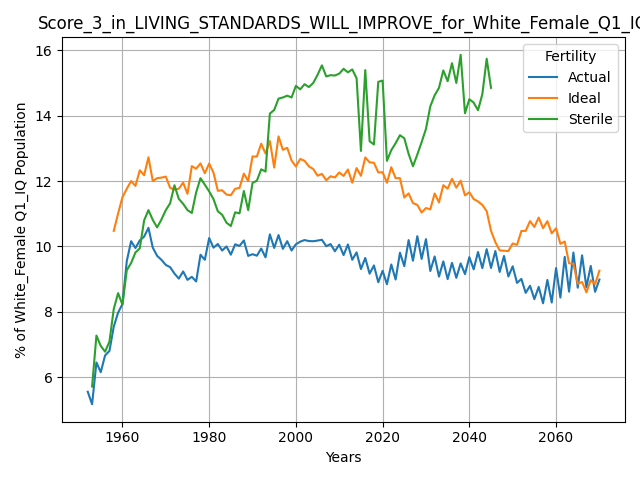 Score_3_in_LIVING_STANDARDS_WILL_IMPROVE_for_White_Female_Q1_IQ
Fertility
Actual
Ideal
Sterile
% of White_Female Q1_IQ Population
16
14
12
10
8
6
1960 1980 2000 2020 2040 2060
Years